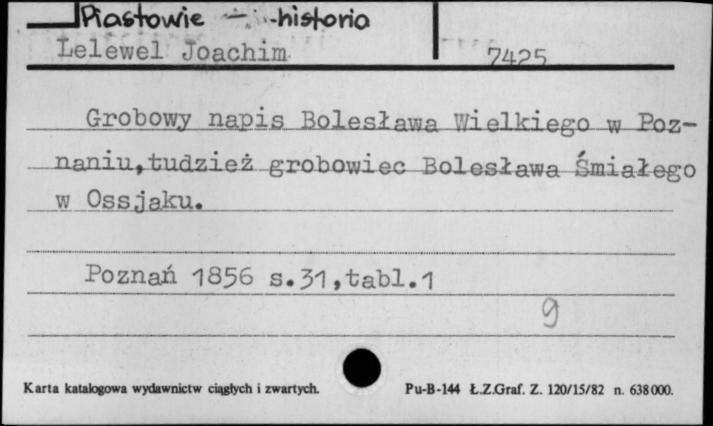 Piastowie - historia
Lelewel Joachim
7425
Grobowy napis Bolesława Wielkiego w Poz-
naniu,tudzież grobowiec Bolesława Śmiałego
w Ossjaku.
Poznań 1856 s.31,tabl.1
g
Karta katalogowa wydawnictw ciągłych i zwartych.
Pu-B-144 Ł.Z.Graf. Z. 120/15/82 n. 638000.